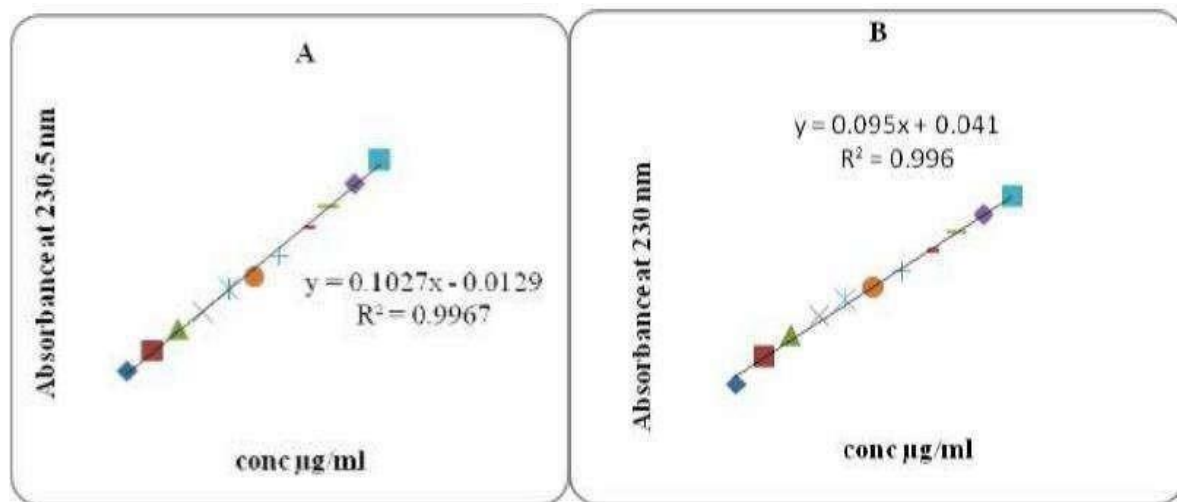 A
Absorbance at 230.5 nm
y = 0.1027x - 0.0129
R² = 0.9967
conc µg/ml
B
Absorbance at 230 nm
y = 0.095x + 0.041
R² = 0.996
conc µg/ml